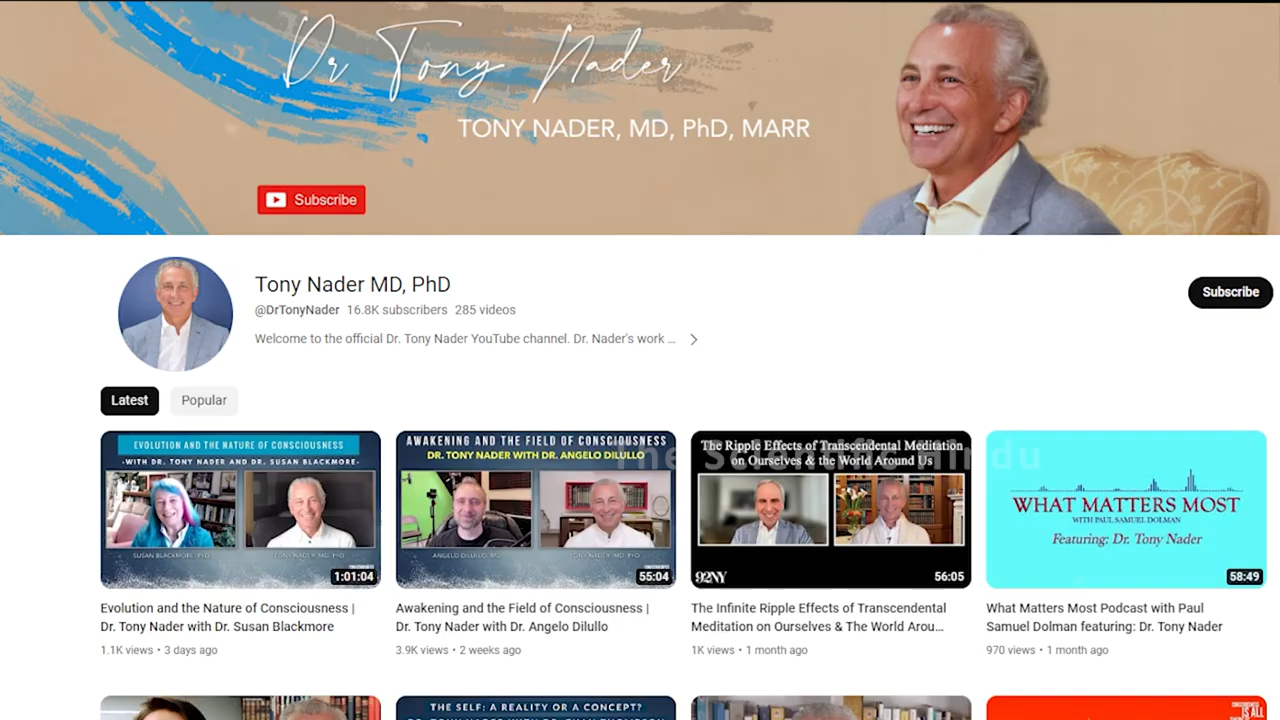 Dr Tony Nader
TONY NADER, MD, PhD, MARR
Subscribe
Tony Nader MD, PhD
@DrTonyNader 16.8K subscribers 285 videos
Subscribe
Welcome to the official Dr. Tony Nader YouTube channel. Dr. Nader's work ...
Latest
Popular
EVOLUTION AND THE NATURE OF CONSCIOUSNESS
-WITH DR. TONY NADER AND DR. SUSAN BLACKMORE-
SUSAN BLACKMORE, PHD
TONY NADER, MD, PHD
1:01:04
Evolution and the Nature of Consciousness |
Dr. Tony Nader with Dr. Susan Blackmore
1.1K views • 3 days ago
AWAKENING AND THE FIELD OF CONSCIOUSNESS
DR. TONY NADER WITH DR. ANGELO DILULLO
ANGELO DILULLO, MD
TONY NADER, MD, PHD
55:04
Awakening and the Field of Consciousness |
Dr. Tony Nader with Dr. Angelo Dilullo
3.9K views • 2 weeks ago
The Ripple Effects of Transcendental Meditation
on Ourselves & the World Around Us
The Scientific Hindu
92NY
56:05
The Infinite Ripple Effects of Transcendental
Meditation on Ourselves & The World Arou...
1K views • 1 month ago
WHAT MATTERS MOST
WITH PAUL SAMUEL DOLMAN
Featuring: Dr. Tony Nader
58:49
What Matters Most Podcast with Paul
Samuel Dolman featuring: Dr. Tony Nader
970 views • 1 month ago
THE SELF: A REALITY OR A CONCEPT?
CONSCIOUSNESS
IS ALL